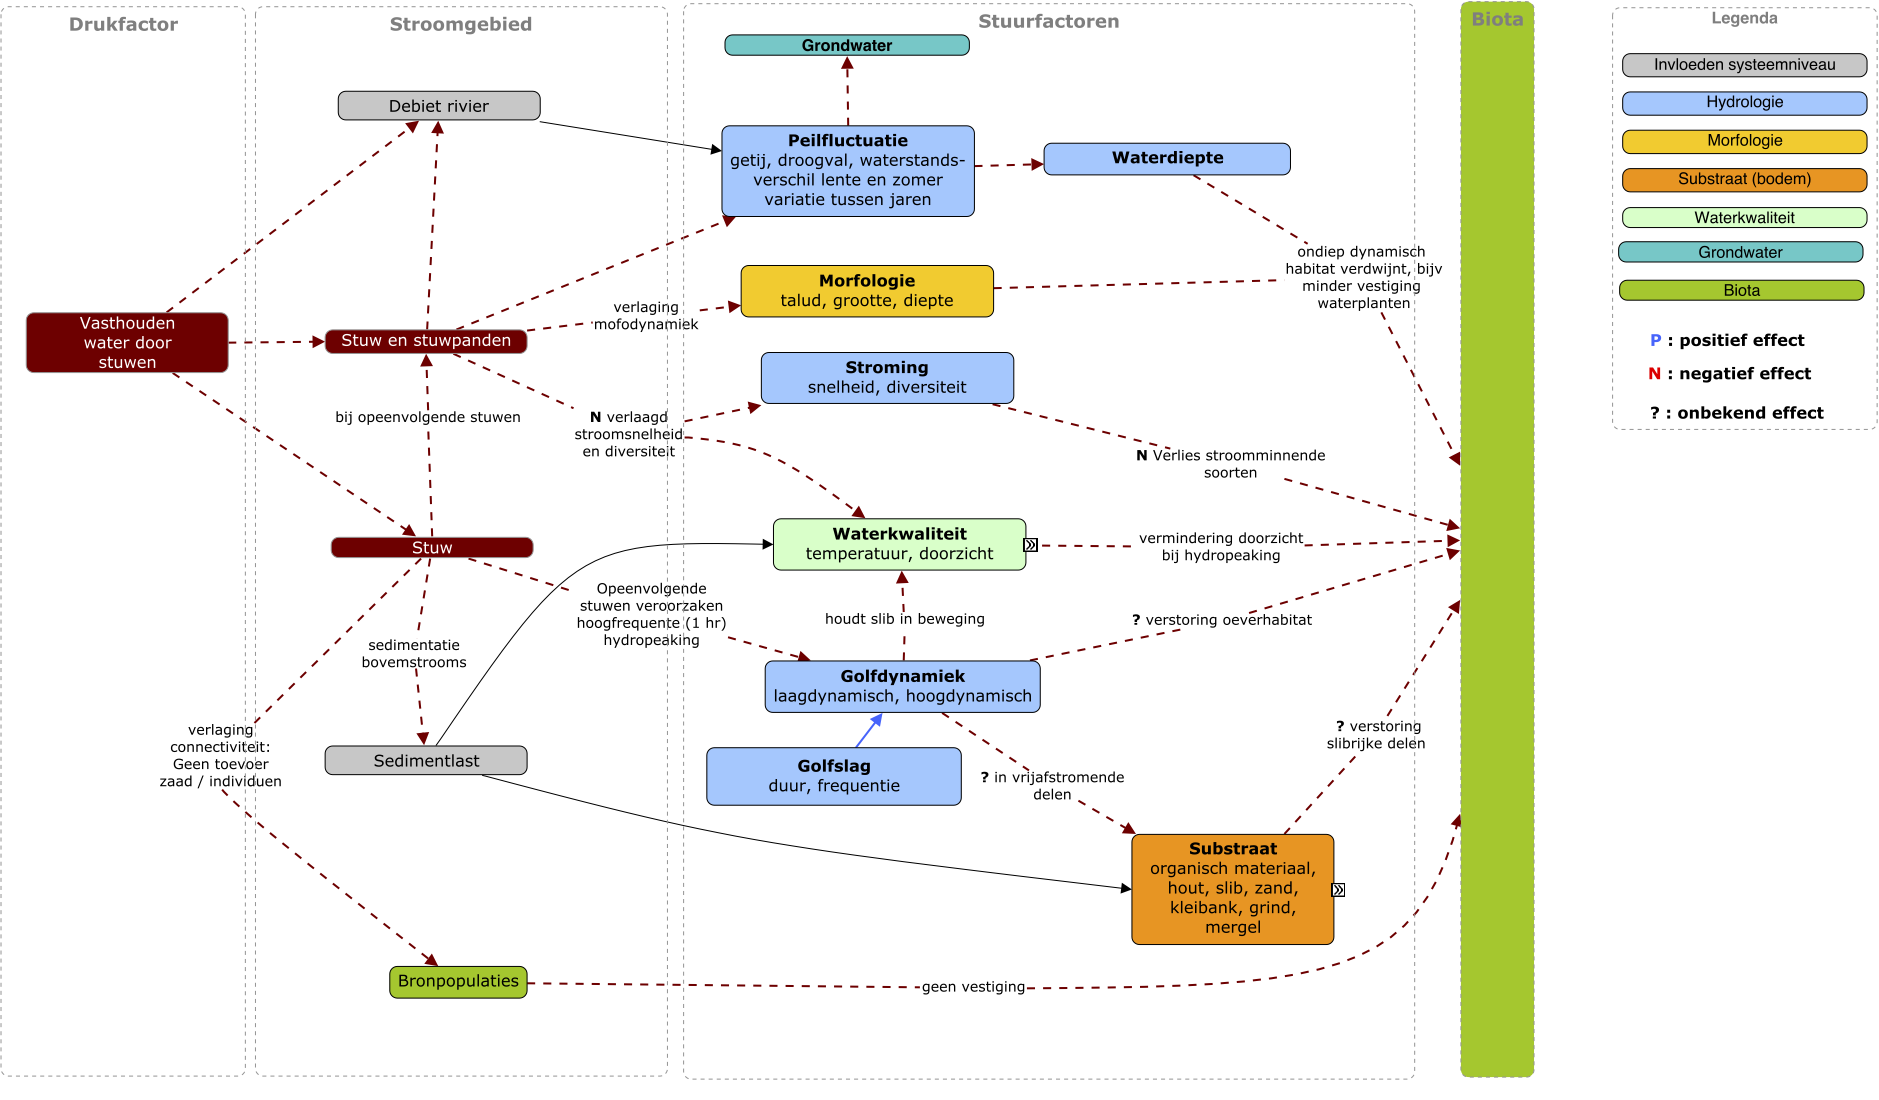 Drukfactor
Stroomgebied
Stuurfactoren
Biota
Legenda
Grondwater
Debiet rivier
Peilfluctuatie
getij, droogval, waterstands-
verschil lente en zomer
variatie tussen jaren
Waterdiepte
ondiep dynamisch
habitat verdwijnt, bijv
minder vestiging
waterplanten
Morfologie
talud, grootte, diepte
verlaging
mofodynamiek
Vasthouden
water door
stuwen
Stuw en stuwpanden
Stroming
snelheid, diversiteit
bij opeenvolgende stuwen
N verlaagd
stroomsnelheid
en diversiteit
N Verlies stroomminnende
soorten
Stuw
Waterkwaliteit
temperatuur, doorzicht
vermindering doorzicht
bij hydropeaking
Opeenvolgende
stuwen veroorzaken
hoogfrequente (1 hr)
hydropeaking
houdt slib in beweging
? verstoring oeverhabitat
sedimentatie
bovemstrooms
Golfdynamiek
laagdynamisch, hoogdynamisch
verlaging
connectiviteit:
Geen toevoer
zaad / individuen
Sedimentlast
Golfslag
duur, frequentie
? in vrijafstromende
delen
? verstoring
slibrijke delen
Substraat
organisch materiaal,
hout, slib, zand,
kleibank, grind,
mergel
Bronpopulaties
geen vestiging
Invloeden systeemniveau
Hydrologie
Morfologie
Substraat (bodem)
Waterkwaliteit
Grondwater
Biota
P : positief effect
N : negatief effect
? : onbekend effect